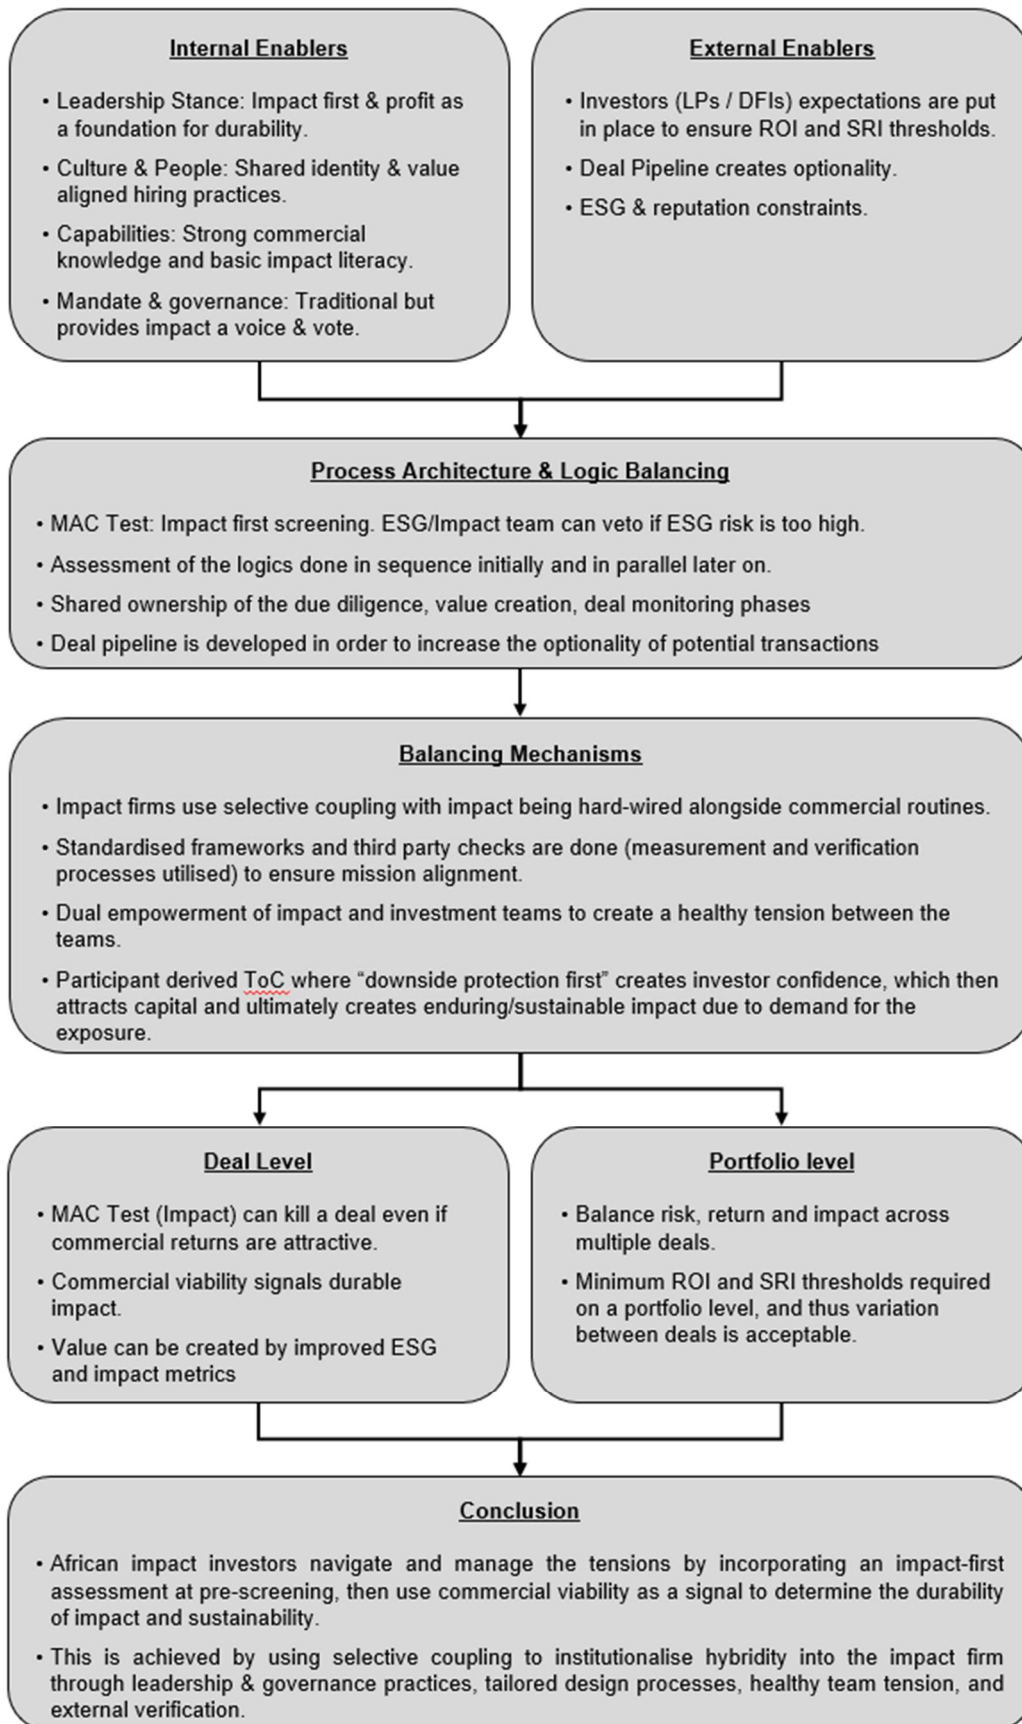 Internal Enablers
• Leadership Stance: Impact first & profit as
a foundation for durability.
• Culture & People: Shared identity & value
aligned hiring practices.
• Capabilities: Strong commercial
knowledge and basic impact literacy.
• Mandate & governance: Traditional but
provides impact a voice & vote.
External Enablers
• Investors (LPs / DFIs) expectations are put
in place to ensure ROI and SRI thresholds.
• Deal Pipeline creates optionality.
• ESG & reputation constraints.
Process Architecture & Logic Balancing
• MAC Test: Impact first screening. ESG/Impact team can veto if ESG risk is too high.
• Assessment of the logics done in sequence initially and in parallel later on.
• Shared ownership of the due diligence, value creation, deal monitoring phases
• Deal pipeline is developed in order to increase the optionality of potential transactions
Balancing Mechanisms
• Impact firms use selective coupling with impact being hard-wired alongside commercial routines.
• Standardised frameworks and third party checks are done (measurement and verification
processes utilised) to ensure mission alignment.
• Dual empowerment of impact and investment teams to create a healthy tension between the
teams.
• Participant derived ToC where “downside protection first” creates investor confidence, which then
attracts capital and ultimately creates enduring/sustainable impact due to demand for the
exposure.
Deal Level
• MAC Test (Impact) can kill a deal even if
commercial returns are attractive.
• Commercial viability signals durable
impact.
• Value can be created by improved ESG
and impact metrics
Portfolio level
• Balance risk, return and impact across
multiple deals.
• Minimum ROI and SRI thresholds required
on a portfolio level, and thus variation
between deals is acceptable.
Conclusion
• African impact investors navigate and manage the tensions by incorporating an impact-first
assessment at pre-screening, then use commercial viability as a signal to determine the durability
of impact and sustainability.
• This is achieved by using selective coupling to institutionalise hybridity into the impact firm
through leadership & governance practices, tailored design processes, healthy team tension, and
external verification.